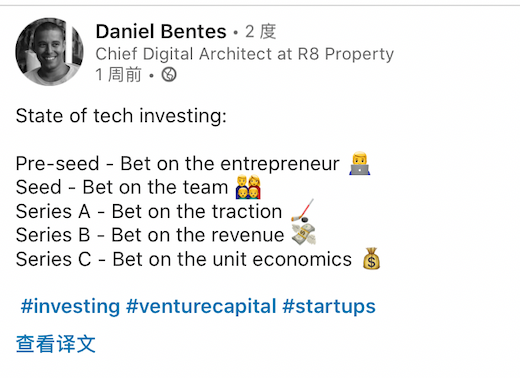 Daniel Bentes • 2 度
Chief Digital Architect at R8 Property
1 周前 •
State of tech investing:
Pre-seed - Bet on the entrepreneur 👨‍💻
Seed - Bet on the team 👨‍👩‍👧‍👦
Series A - Bet on the traction 🏒
Series B - Bet on the revenue 💸
Series C - Bet on the unit economics 💰
#investing #venturecapital #startups
查看译文